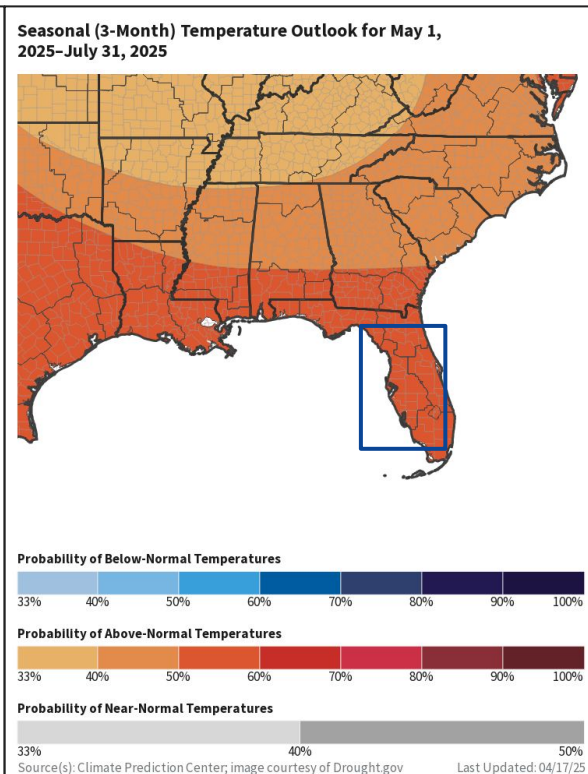 Seasonal (3-Month) Temperature Outlook for May 1,
2025–July 31, 2025
Probability of Below-Normal Temperatures
33% 40% 50% 60% 70% 80% 90% 100%
Probability of Above-Normal Temperatures
33% 40% 50% 60% 70% 80% 90% 100%
Probability of Near-Normal Temperatures
33% 40% 50%
Source(s): Climate Prediction Center; image courtesy of Drought.gov Last Updated: 04/17/25